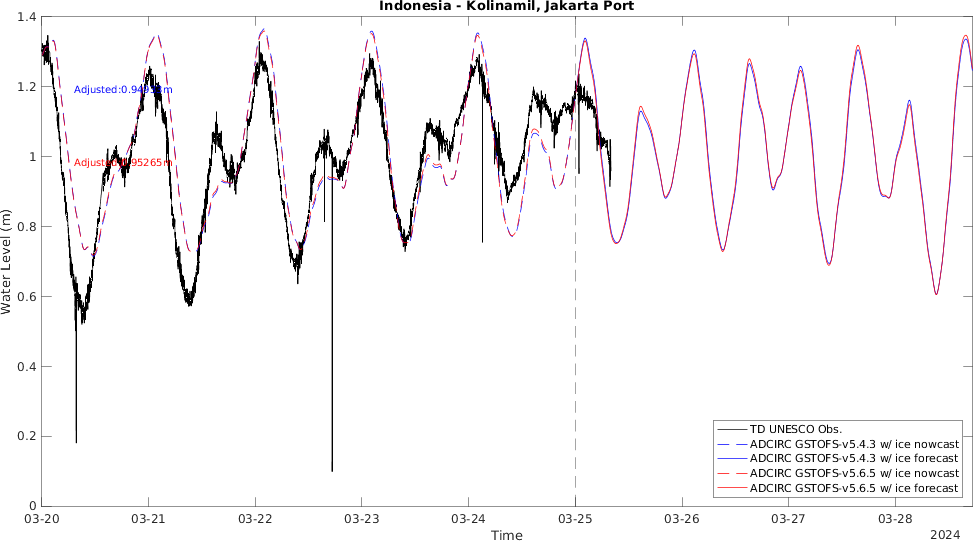 Indonesia - Kolinamil, Jakarta Port
1.4
1.2
1
0.8
0.6
0.4
0.2
0
Water Level (m)
Adjusted:
TD UNESCO Obs.
ADCIRC GSTOFS-v5.4.3 w/ ice nowcast
ADCIRC GSTOFS-v5.4.3 w/ ice forecast
ADCIRC GSTOFS-v5.6.5 w/ ice nowcast
ADCIRC GSTOFS-v5.6.5 w/ ice forecast
03-20 03-21 03-22 03-23 03-24 03-25 03-26 03-27 03-28
Time
2024